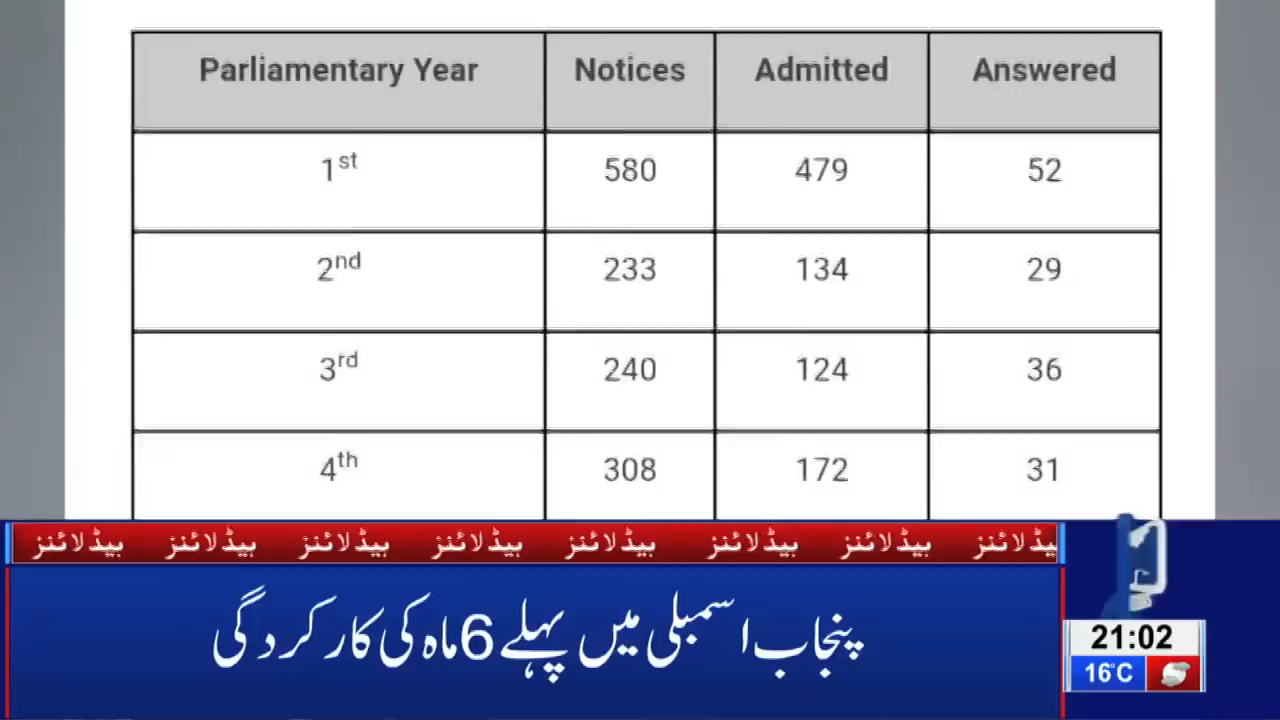 Parliamentary Year Notices Admitted Answered
1st 580 479 52
2nd 233 134 29
3rd 240 124 36
4th 308 172 31
ہیڈلائنز ہیڈلائنز ہیڈلائنز ہیڈلائنز ہیڈلائنز ہیڈلائنز ہیڈلائنز یڈلائنز
پنجاب اسمبلی میں پہلے 6 ماہ کی کارکردگی
21:02
16°C